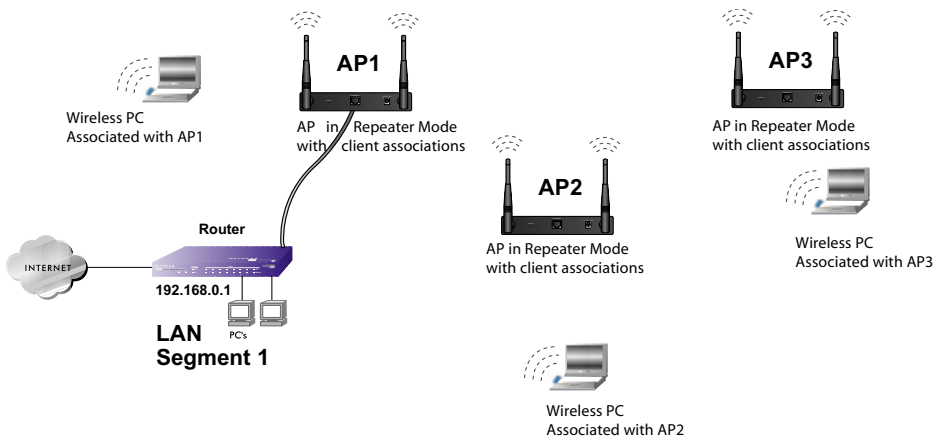 AP1
AP3
Wireless PC
Associated with AP1
AP in Repeater Mode
with client associations
AP in Repeater Mode
with client associations
AP2
Router
AP in Repeater Mode
with client associations
Wireless PC
Associated with AP3
INTERNET
192.168.0.1
LAN
Segment 1
PC's
Wireless PC
Associated with AP2